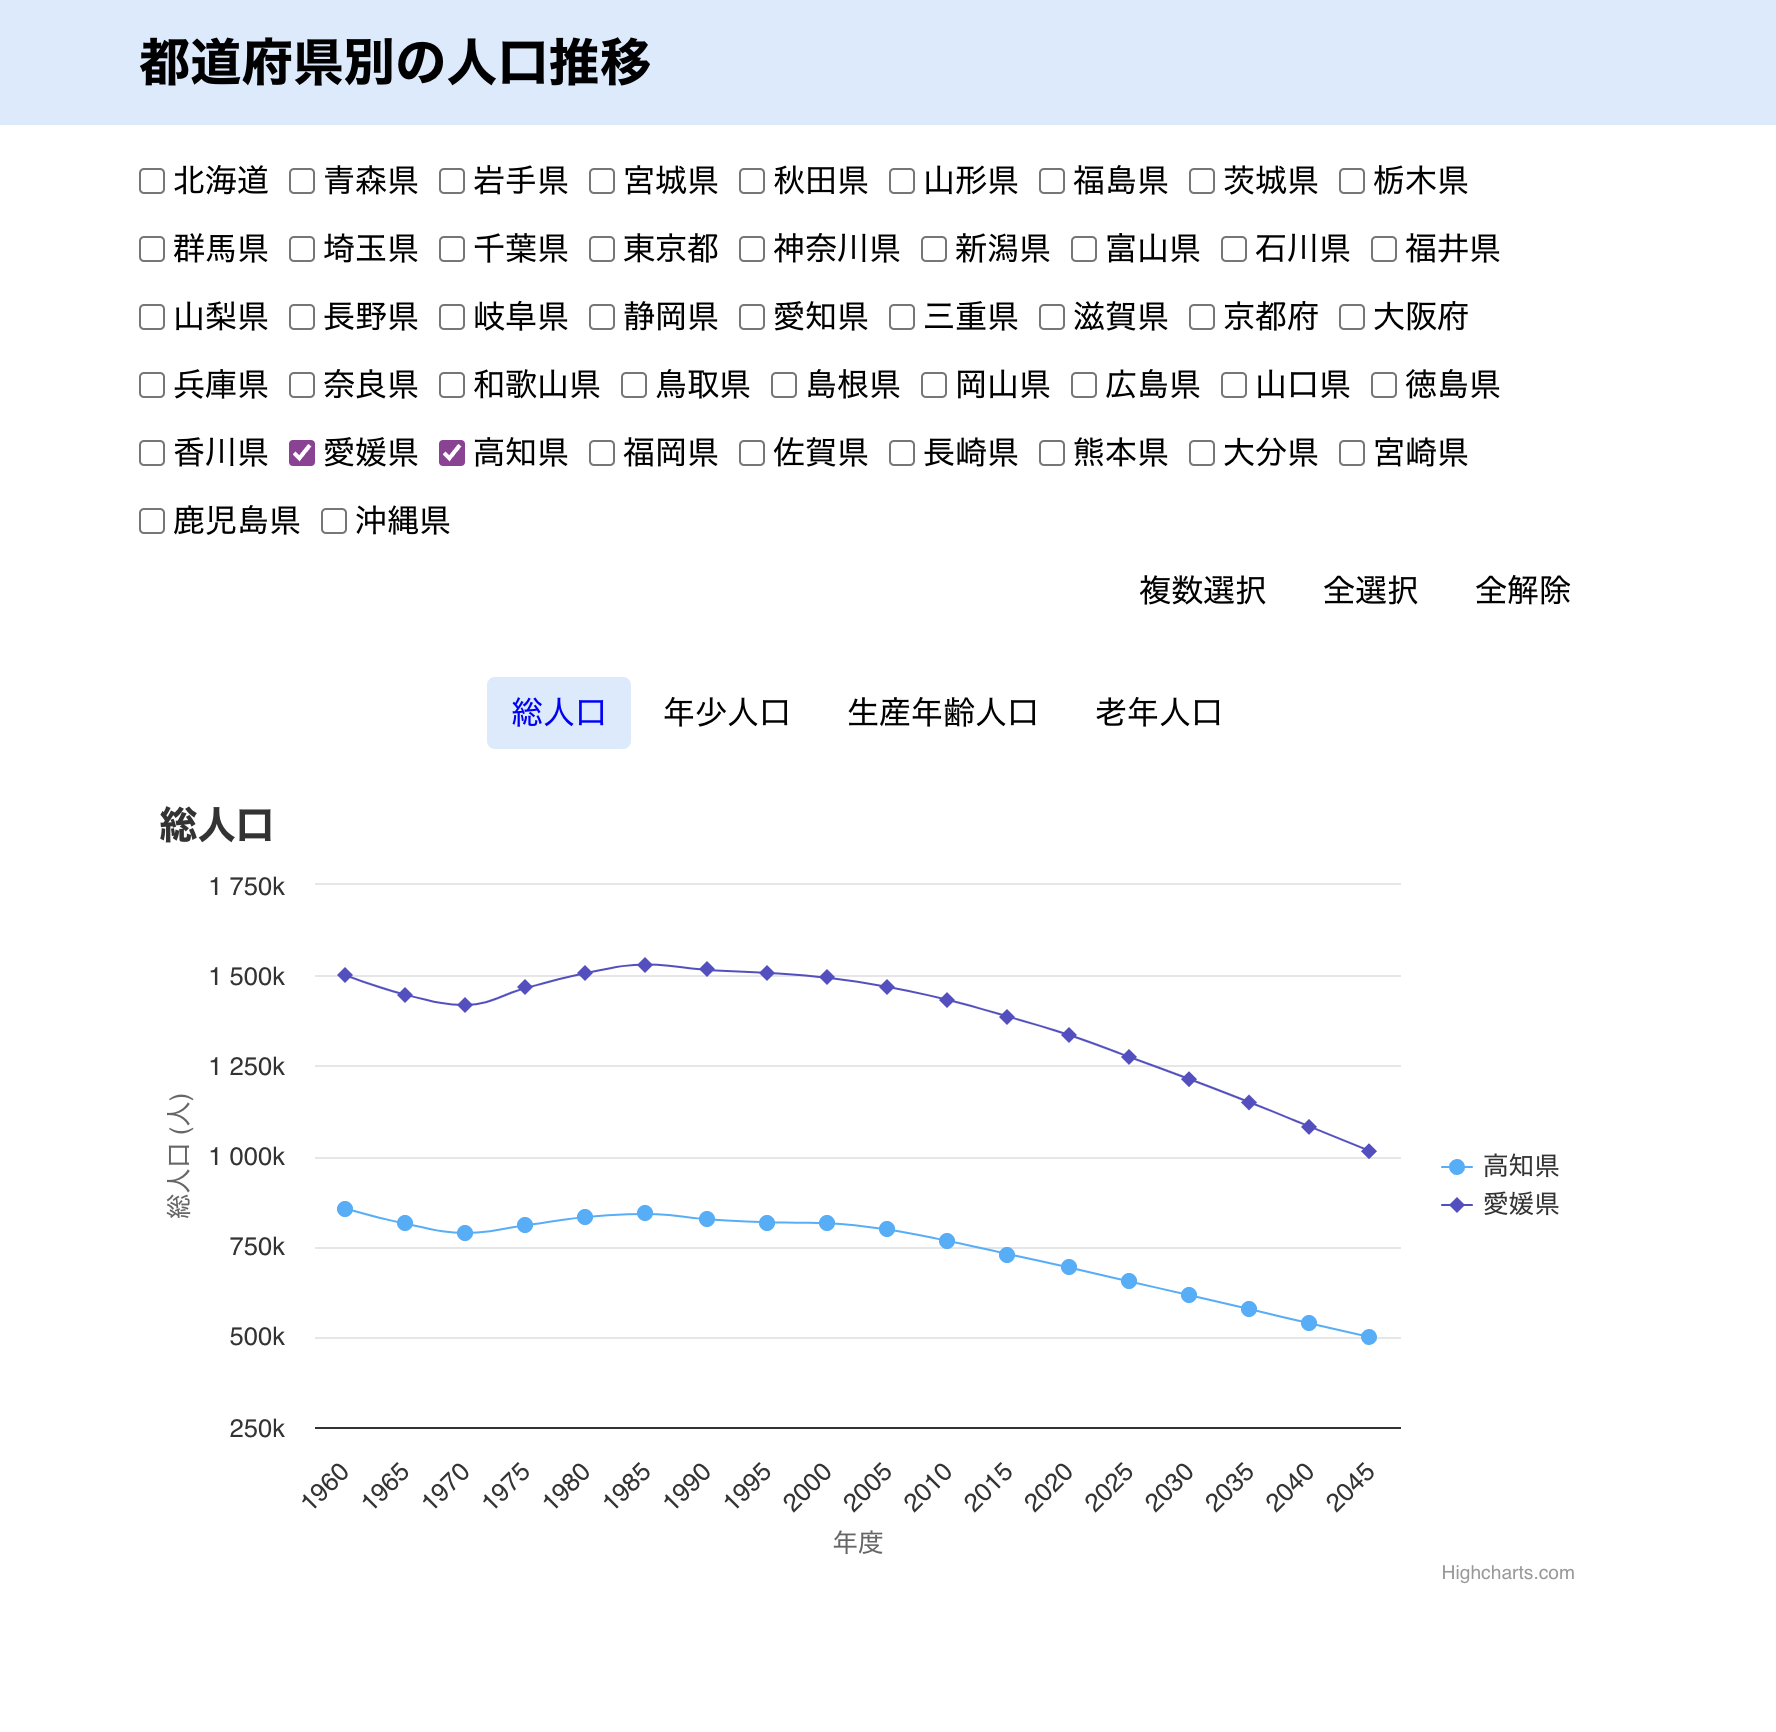 都道府県別の人口推移
北海道 青森県 岩手県 宮城県 秋田県 山形県 福島県 茨城県 栃木県
群馬県 埼玉県 千葉県 東京都 神奈川県 新潟県 富山県 石川県 福井県
山梨県 長野県 岐阜県 静岡県 愛知県 三重県 滋賀県 京都府 大阪府
兵庫県 奈良県 和歌山県 鳥取県 島根県 岡山県 広島県 山口県 徳島県
香川県 愛媛県 高知県 福岡県 佐賀県 長崎県 熊本県 大分県 宮崎県
鹿児島県 沖縄県
複数選択 全選択 全解除
総人口 年少人口 生産年齢人口 老年人口
総人口
1 750k
1 500k
1 250k
1 000k
750k
500k
250k
総人口 (人)
高知県
愛媛県
1960 1965 1970 1975 1980 1985 1990 1995 2000 2005 2010 2015 2020 2025 2030 2035 2040 2045
年度
Highcharts.com